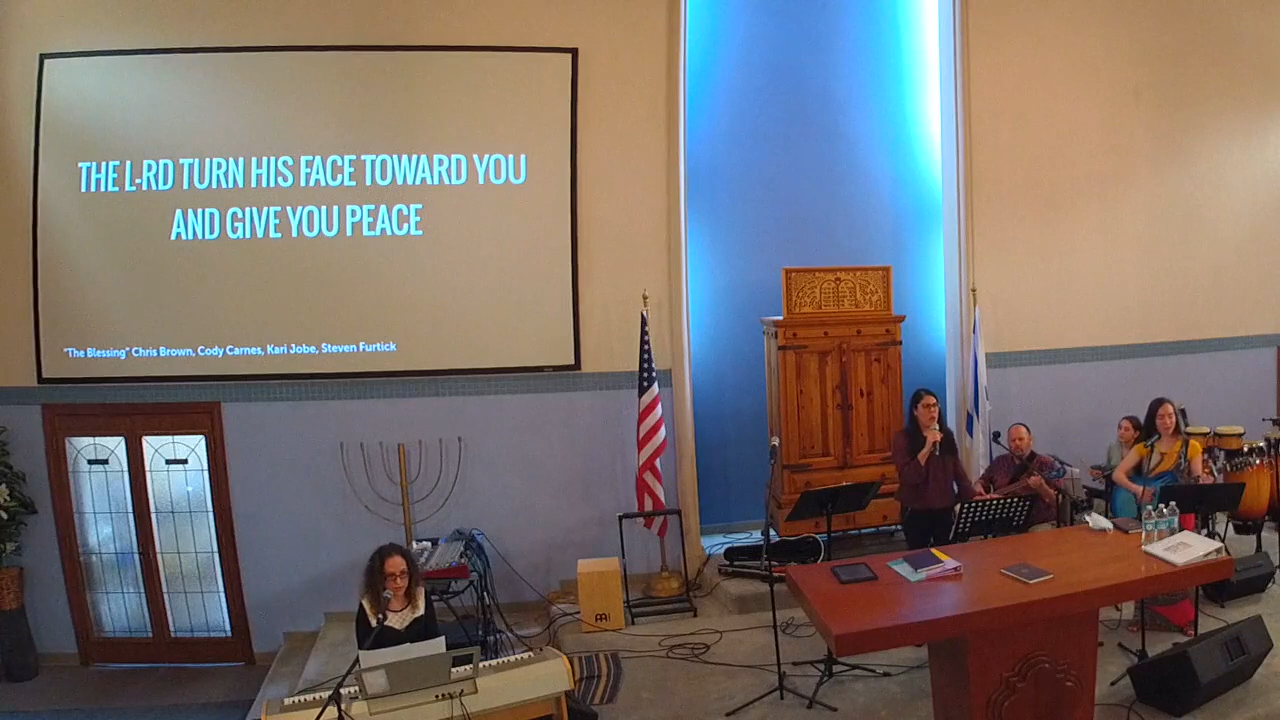 THE L-RD TURN HIS FACE TOWARD YOU
AND GIVE YOU PEACE
"The Blessing" Chris Brown, Cody Carnes, Kari Jobe, Steven Furtick